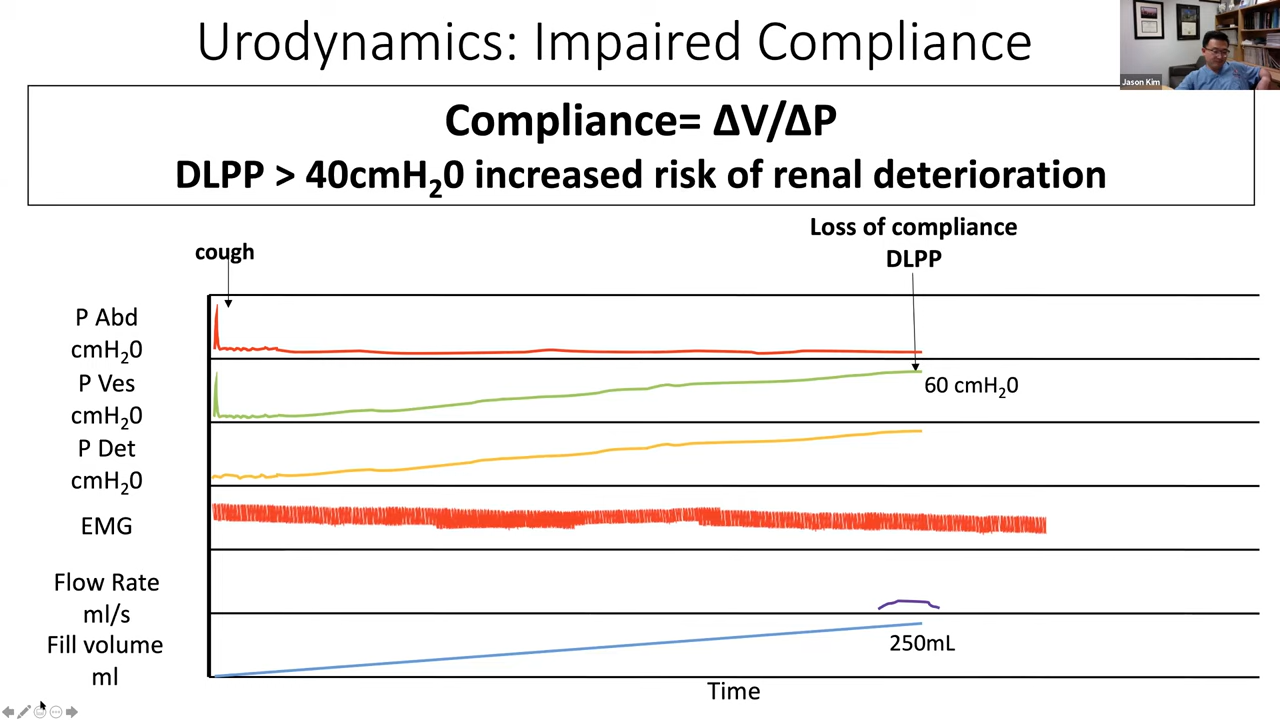 Urodynamics: Impaired Compliance
Jason Kim
Compliance= ΔV/ΔP
DLPP > 40cmH₂0 increased risk of renal deterioration
Loss of compliance
DLPP
cough
P Abd
cmH₂0
P Ves
cmH₂0
60 cmH₂0
P Det
cmH₂0
EMG
Flow Rate
ml/s
Fill volume
ml
250mL
Time